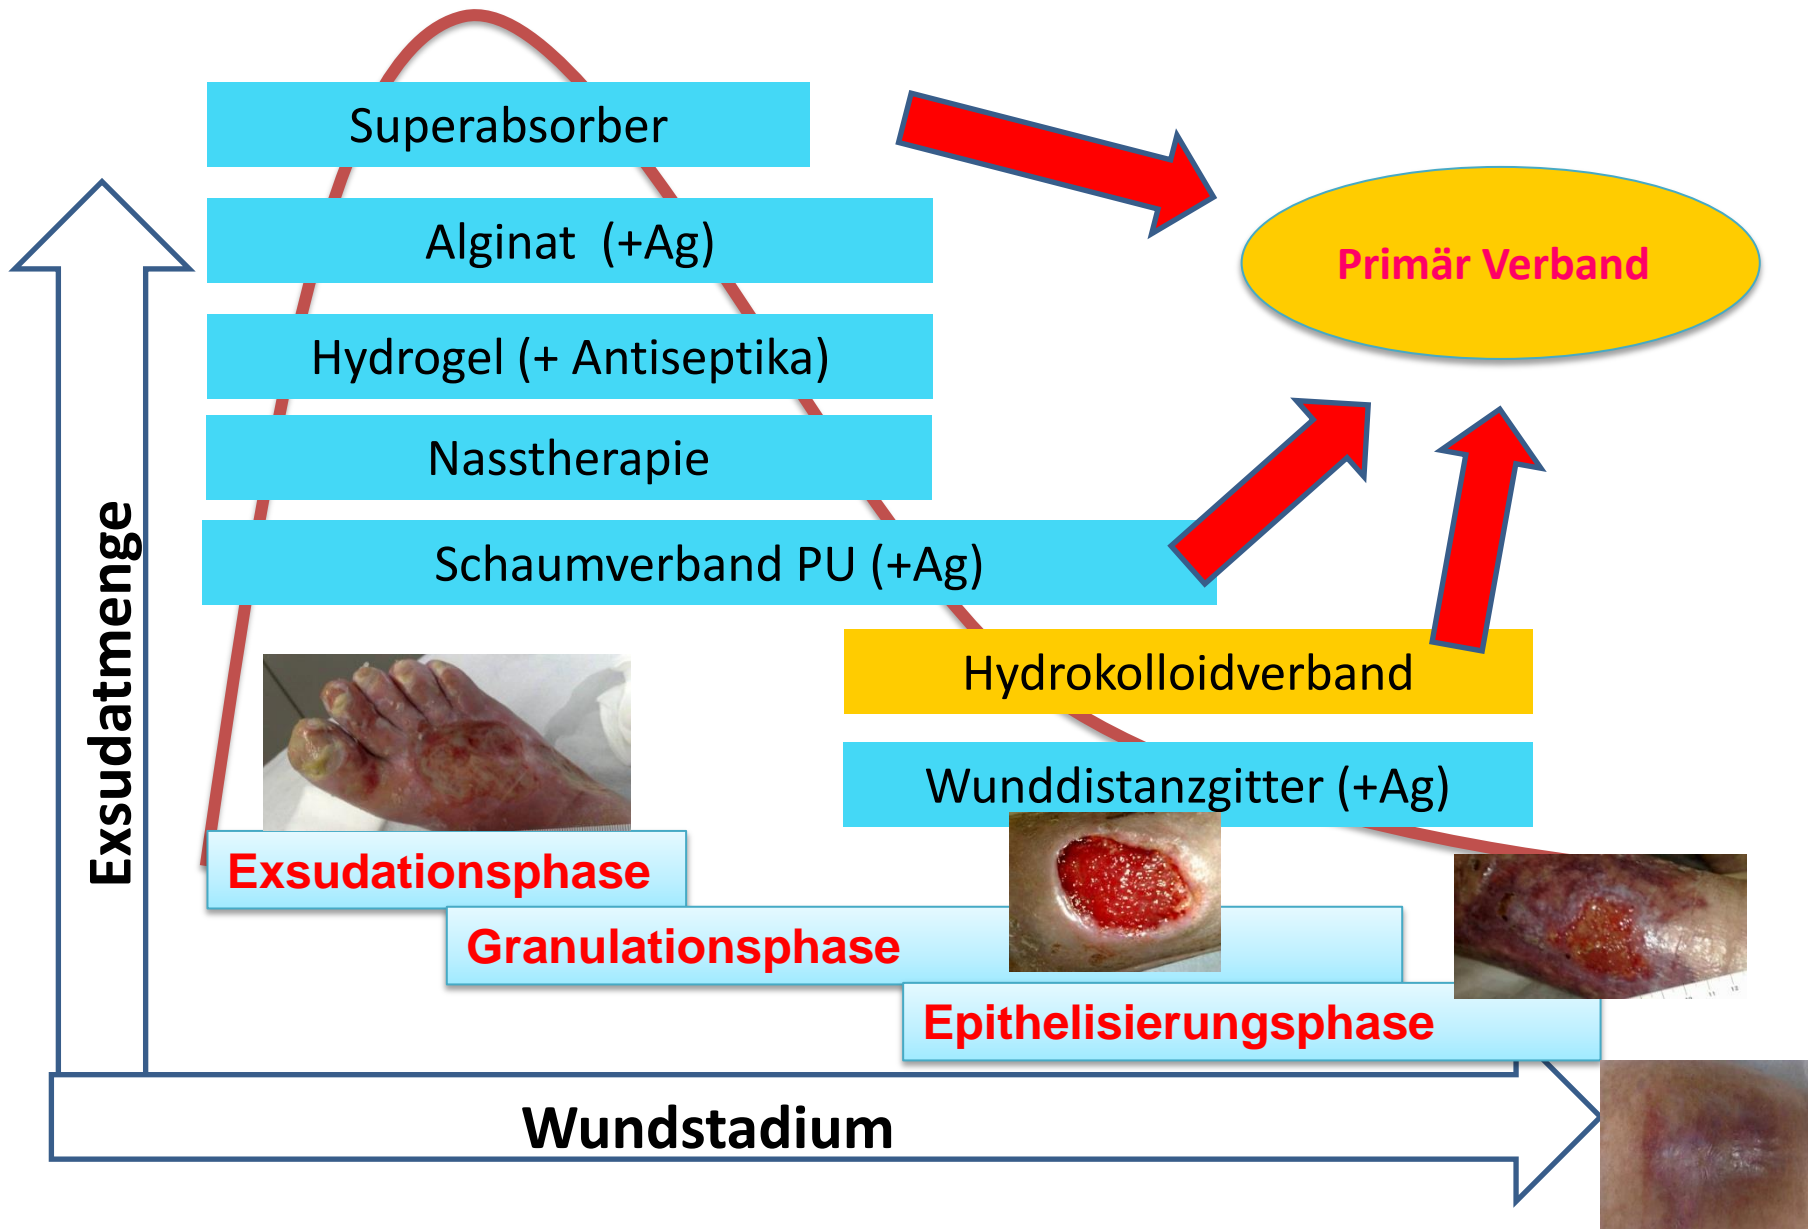 Superabsorber
Alginat (+Ag)
Primär Verband
Hydrogel (+ Antiseptika)
Nasstherapie
Schaumverband PU (+Ag)
Hydrokolloidverband
Wunddistanzgitter (+Ag)
Exsudatmenge
Exsudationsphase
Granulationsphase
Epithelisierungsphase
Wundstadium